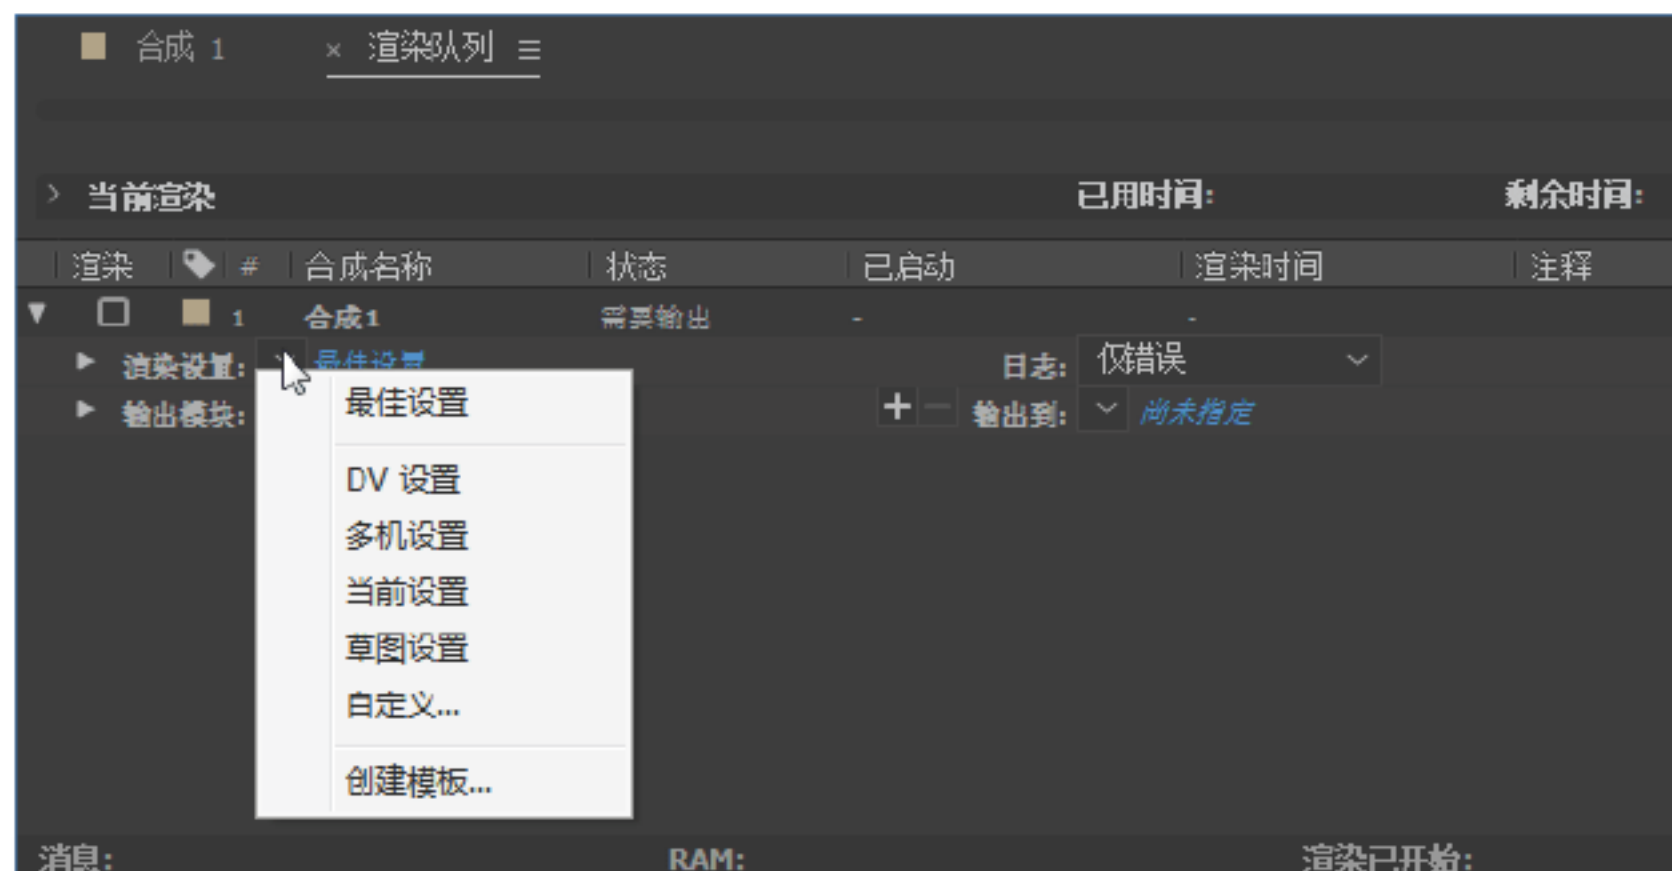 合成 1 × 渲染队列 ☰
当前渲染 已用时间: 剩余时间:
渲染 # 合成名称 状态 已启动 渲染时间 注释
1 合成1 需要输出 - -
渲染设置: 最佳设置 日志: 仅错误
输出模块: + − 输出到: 尚未指定
最佳设置
DV 设置
多机设置
当前设置
草图设置
自定义...
创建模板...
消息: RAM: 渲染已开始: